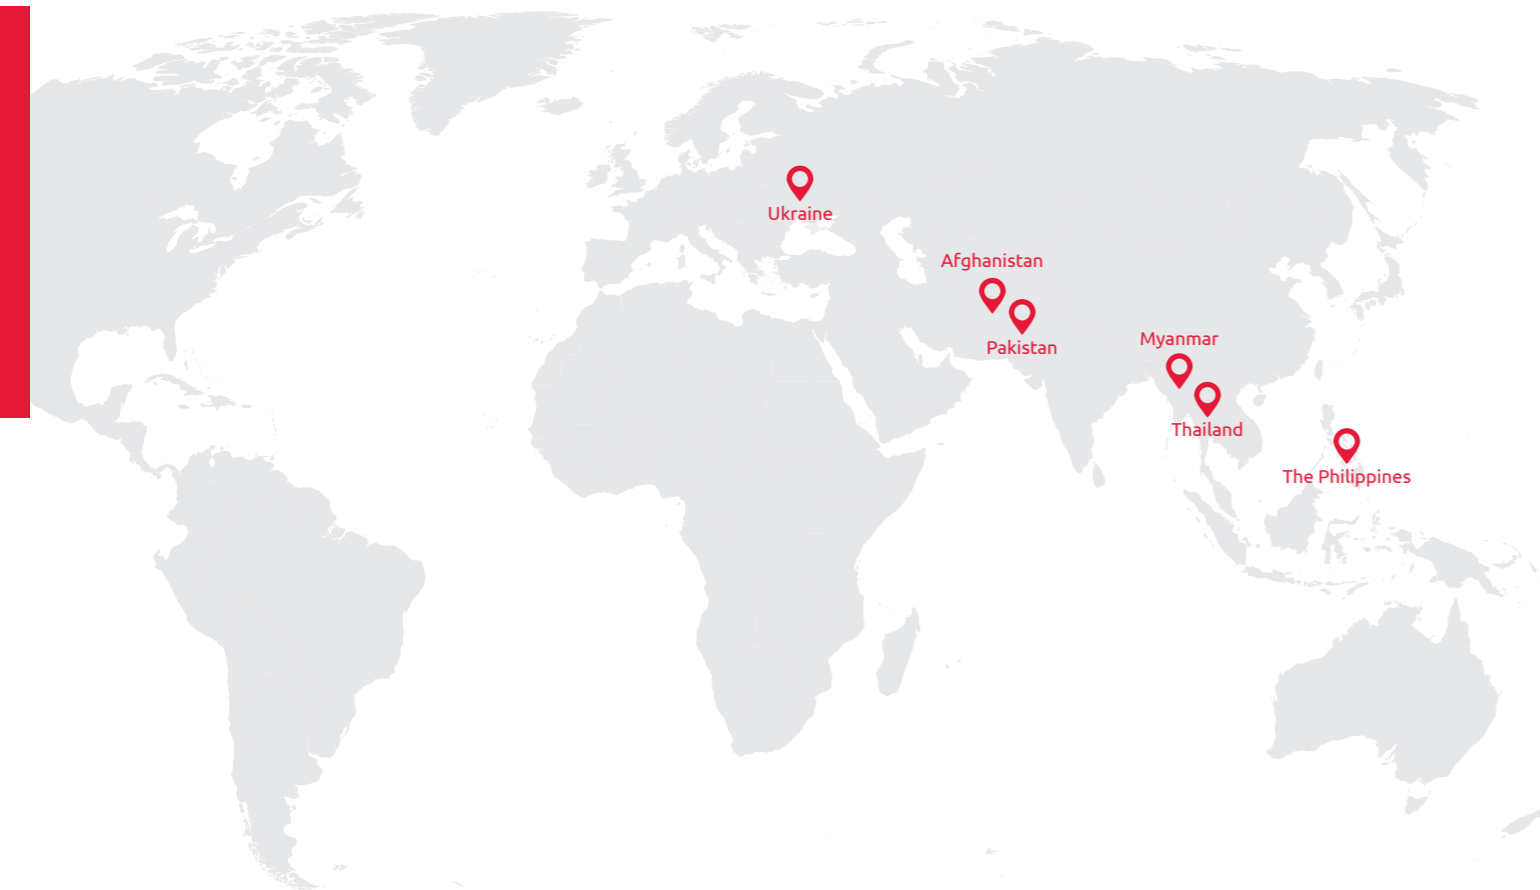 Ukraine
Afghanistan
Pakistan
Myanmar
Thailand
The Philippines